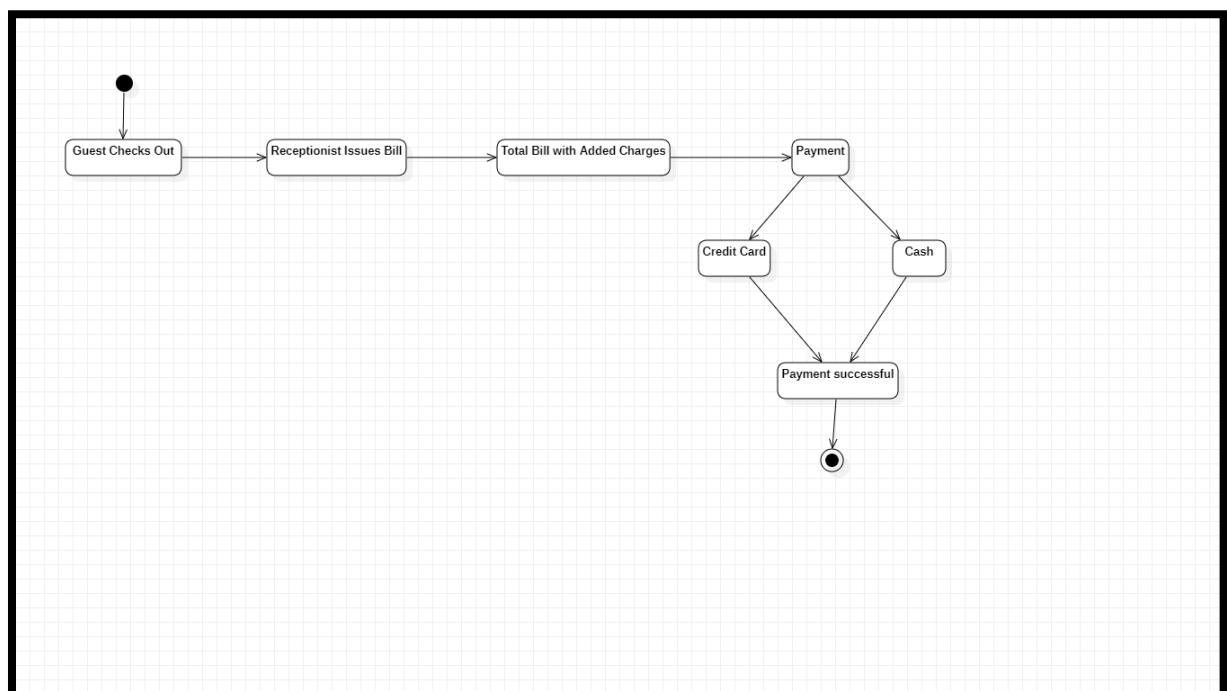 Guest Checks Out
Receptionist Issues Bill
Total Bill with Added Charges
Payment
Credit Card
Cash
Payment successful